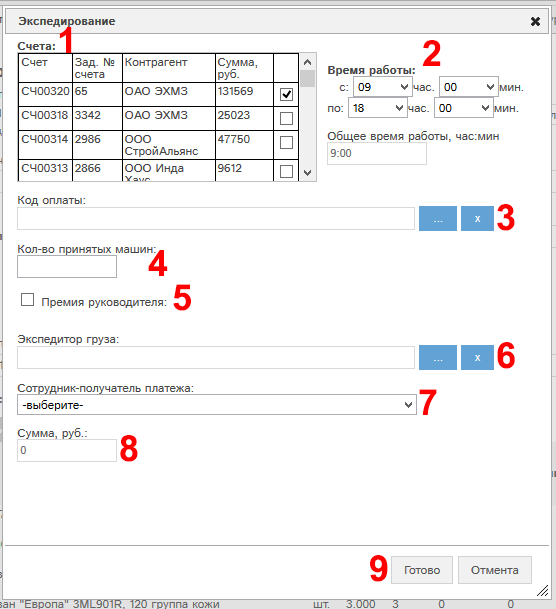 Экспедирование
1
Счета:
Счет Зад. № счета Контрагент Сумма, руб.
СЧ00320 65 ОАО ЭХМЗ 131569
СЧ00318 3342 ОАО ЭХМЗ 25023
СЧ00314 2986 ООО СтройАльянс 47750
СЧ00313 2866 ООО Инда Хаус 9612
2
Время работы:
с: 09 час. 00 мин.
по: 18 час. 00 мин.
Общее время работы, час:мин
9:00
Код оплаты:
... x 3
Кол-во принятых машин:
4
Премия руководителя: 5
Экспедитор груза:
... x 6
Сотрудник-получатель платежа:
-выберите- 7
Сумма, руб.:
0 8
9 Готово Отмента
ван "Европа" 3ML901R, 120 группа кожи шт. 3.000 3 0 0